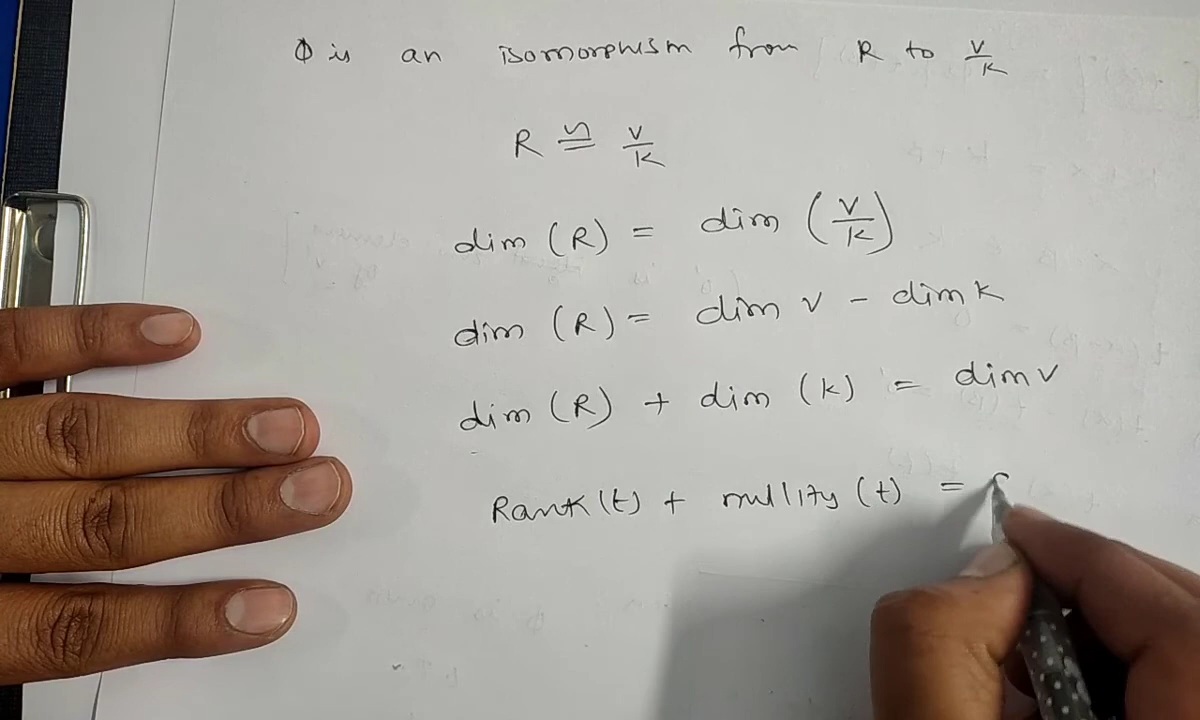 Φ is an isomorphism from R to V/K
R ≅ V/K
dim (R) = dim (V/K)
dim (R) = dim V - dim K
dim (R) + dim (K) = dim V
Rank(t) + nullity (t) =